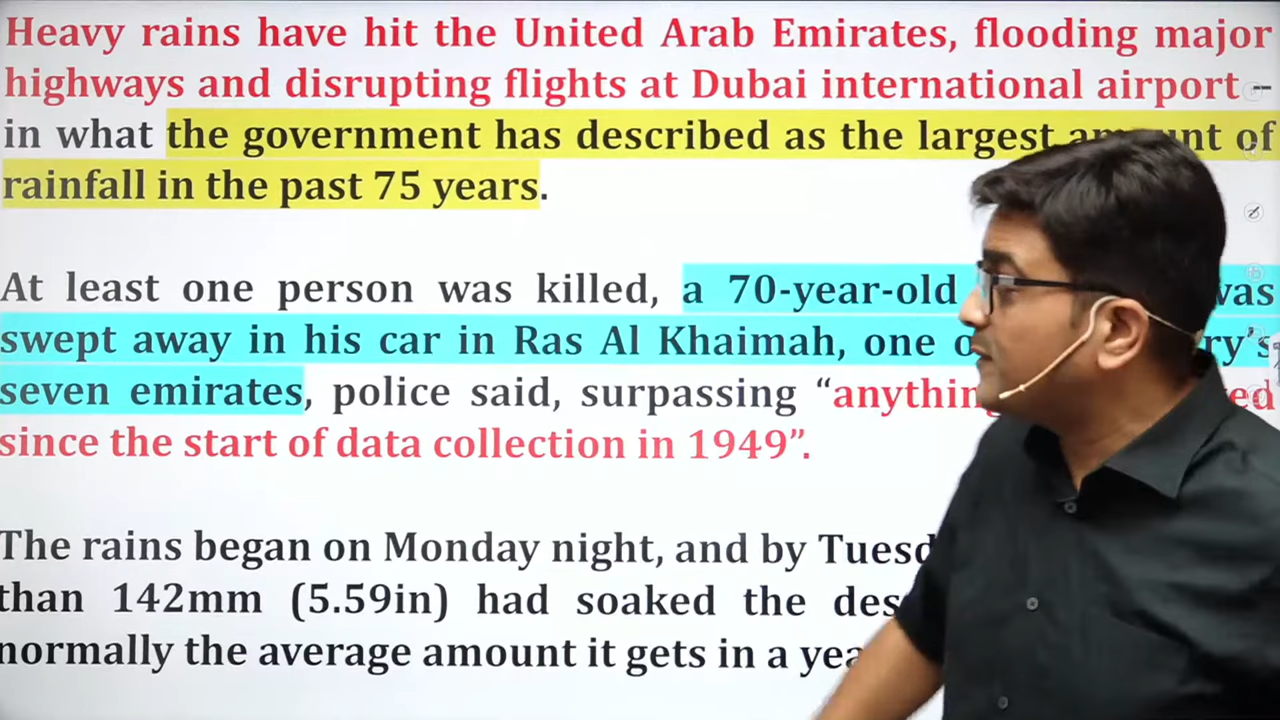 Heavy rains have hit the United Arab Emirates, flooding major
highways and disrupting flights at Dubai international airport –
in what the government has described as the largest of
rainfall in the past 75 years.
At least one person was killed, a 70-year-old
swept away in his car in Ras Al Khaimah, one
seven emirates, police said, surpassing “
since the start of data collection in 1949”.
The rains began on Monday night, and by
than 142mm (5.59in) had soaked the
normally the average amount it gets in a